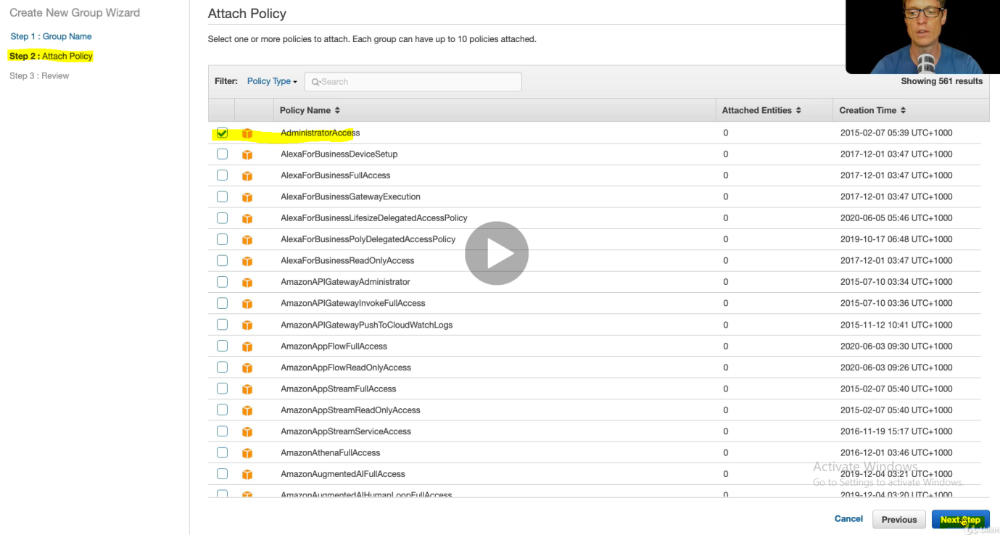 Create New Group Wizard
Step 1 : Group Name
Step 2 : Attach Policy
Step 3 : Review
Attach Policy
Select one or more policies to attach. Each group can have up to 10 policies attached.
Filter: Policy Type Search Showing 561 results
Policy Name Attached Entities Creation Time
AdministratorAccess 0 2015-02-07 05:39 UTC+1000
AlexaForBusinessDeviceSetup 0 2017-12-01 03:47 UTC+1000
AlexaForBusinessFullAccess 0 2017-12-01 03:47 UTC+1000
AlexaForBusinessGatewayExecution 0 2017-12-01 03:47 UTC+1000
AlexaForBusinessLifesizeDelegatedAccessPolicy 0 2020-06-05 05:46 UTC+1000
AlexaForBusinessPolyDelegatedAccessPolicy 0 2019-10-17 06:48 UTC+1000
AlexaForBusinessReadOnlyAccess 0 2017-12-01 03:47 UTC+1000
AmazonAPIGatewayAdministrator 0 2015-07-10 03:34 UTC+1000
AmazonAPIGatewayInvokeFullAccess 0 2015-07-10 03:36 UTC+1000
AmazonAPIGatewayPushToCloudWatchLogs 0 2015-11-12 10:41 UTC+1000
AmazonAppFlowFullAccess 0 2020-06-03 09:30 UTC+1000
AmazonAppFlowReadOnlyAccess 0 2020-06-03 09:26 UTC+1000
AmazonAppStreamFullAccess 0 2015-02-07 05:40 UTC+1000
AmazonAppStreamReadOnlyAccess 0 2015-02-07 05:40 UTC+1000
AmazonAppStreamServiceAccess 0 2016-11-19 15:17 UTC+1000
AmazonAthenaFullAccess 0 2016-12-01 03:46 UTC+1000
AmazonAugmentedAIFullAccess 0 2019-12-04 03:21 UTC+1000
AmazonAugmentedAIHumanLoopFullAccess 0 2019-12-04 03:20 UTC+1000
Activate Windows
Go to Settings to activate Windows.
Cancel Previous Next Step